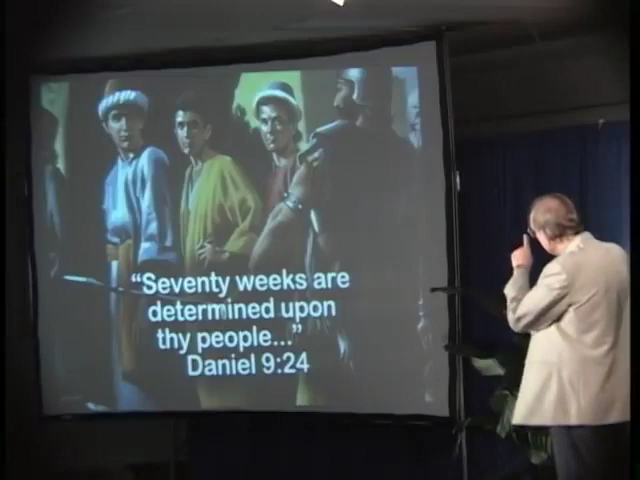 “Seventy weeks are
determined upon
thy people...”
Daniel 9:24